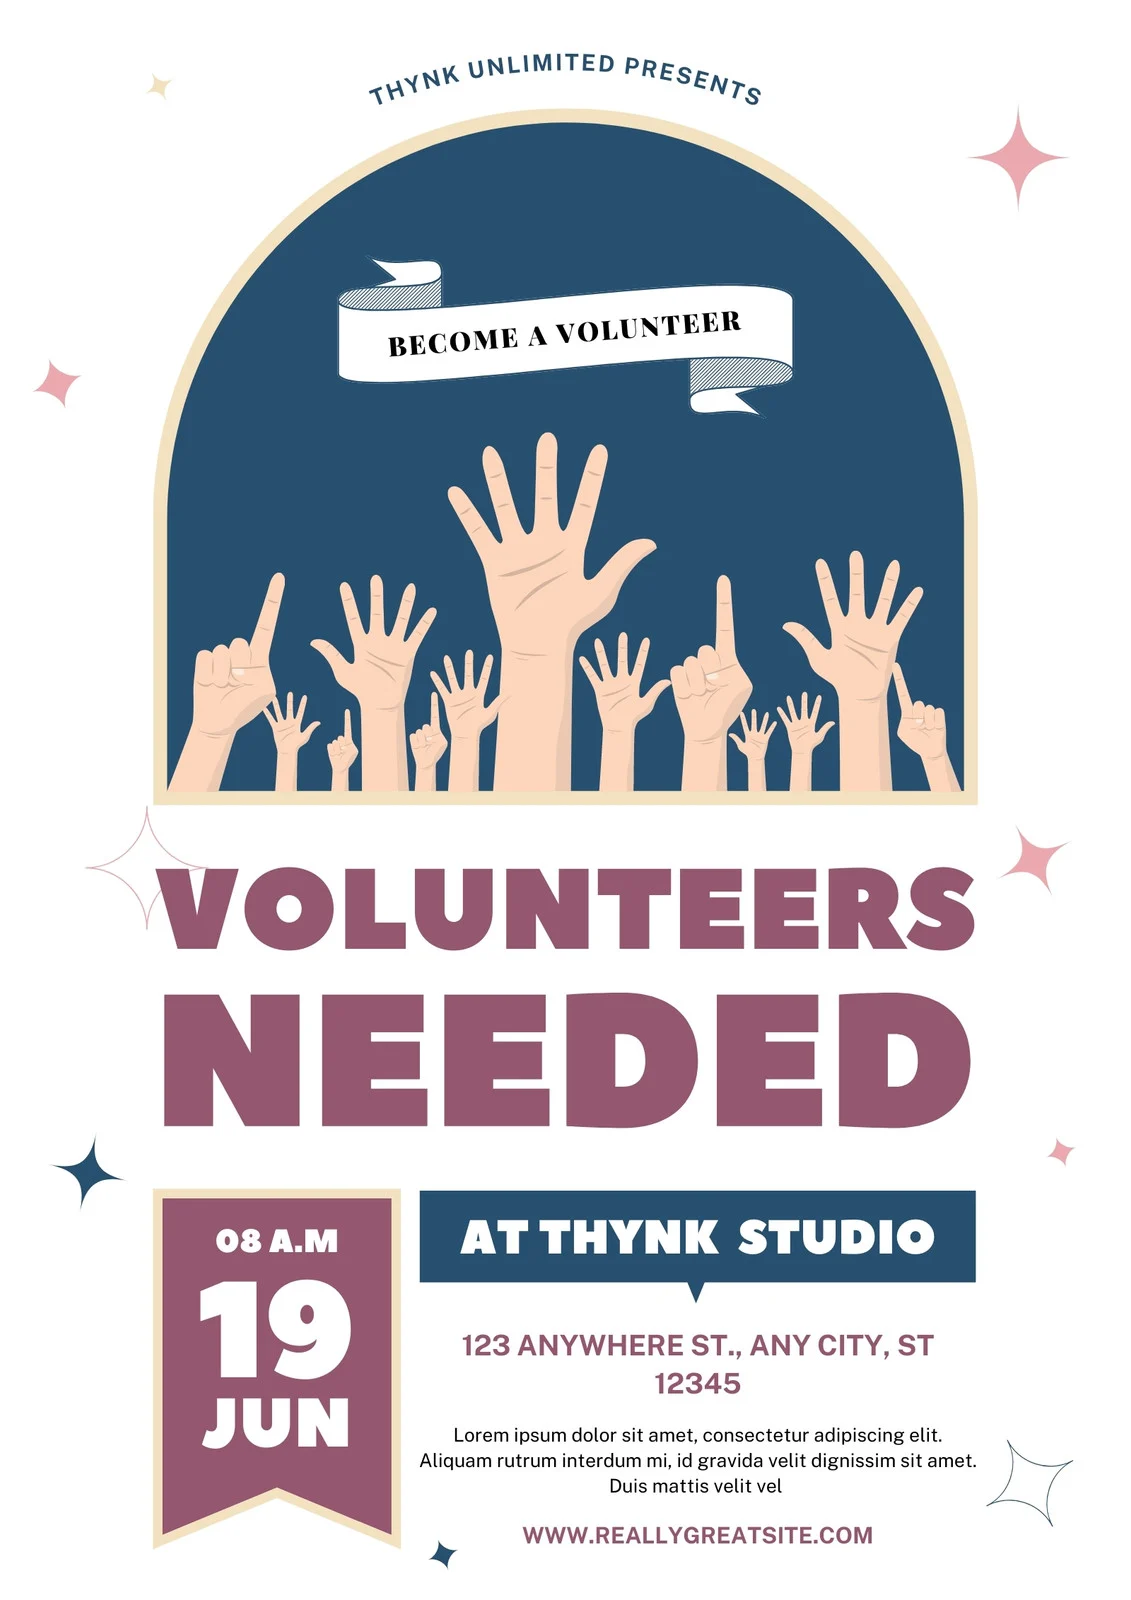 THYNK UNLIMITED PRESENTS
BECOME A VOLUNTEER
VOLUNTEERS
NEEDED
08 A.M
19
JUN
AT THYNK STUDIO
123 ANYWHERE ST., ANY CITY, ST
12345
Lorem ipsum dolor sit amet, consectetur adipiscing elit.
Aliquam rutrum interdum mi, id gravida velit dignissim sit amet.
Duis mattis velit vel
WWW.REALLYGREATSITE.COM